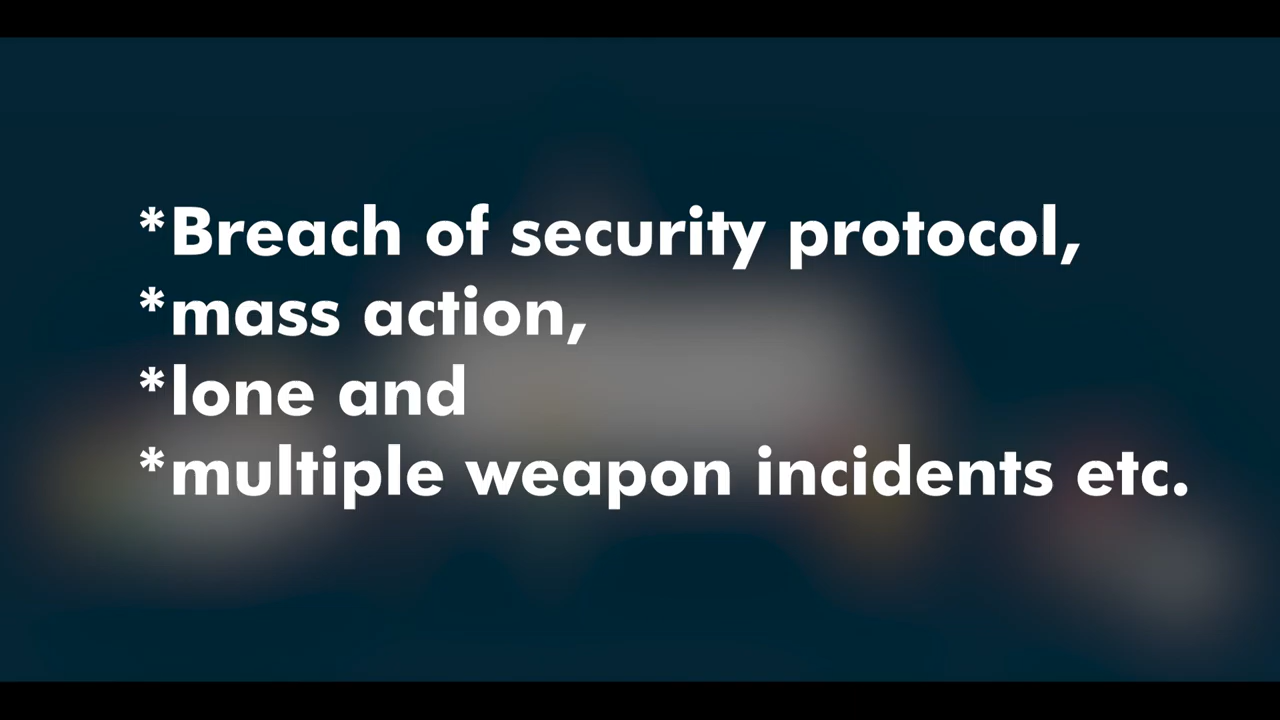 *Breach of security protocol,
*mass action,
*lone and
*multiple weapon incidents etc.